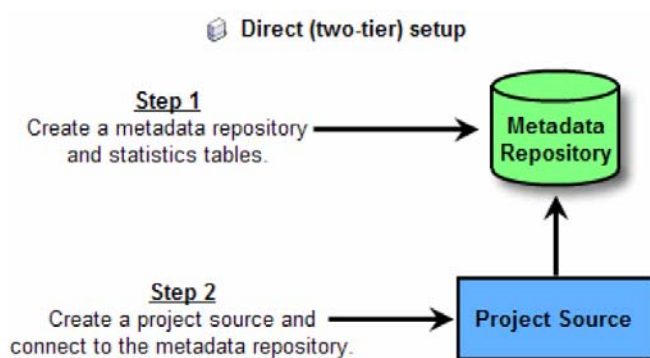 Direct (two-tier) setup
Step 1
Create a metadata repository
and statistics tables.
Metadata
Repository
Step 2
Create a project source and
connect to the metadata repository.
Project Source